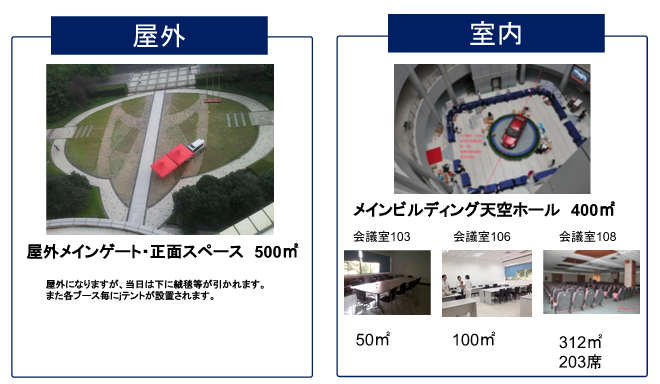 屋外
屋外メインゲート・正面スペース 500㎡
屋外になりますが、当日は下に絨毯等が引かれます。
また各ブース毎にjテントが設置されます。
室内
メインビルディング天空ホール 400㎡
会議室103
会議室106
会議室108
50㎡
100㎡
312㎡
203席